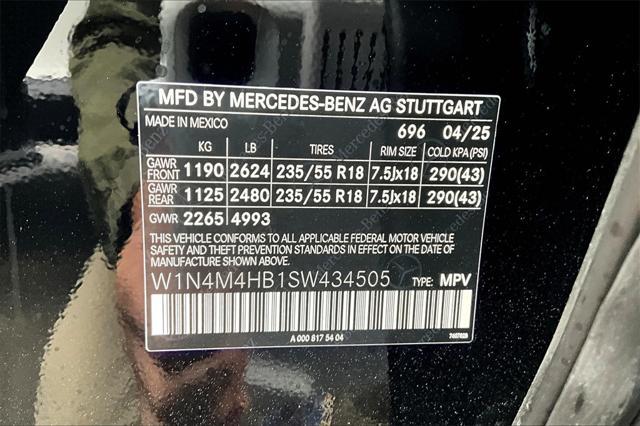 MFD BY MERCEDES-BENZ AG STUTTGART
MADE IN MEXICO 696 04/25
KG LB TIRES RIM SIZE COLD KPA (PSI)
GAWR FRONT 1190 2624 235/55 R18 7.5Jx18 290(43)
GAWR REAR 1125 2480 235/55 R18 7.5Jx18 290(43)
GVWR 2265 4993
THIS VEHICLE CONFORMS TO ALL APPLICABLE FEDERAL MOTOR VEHICLE
SAFETY AND THEFT PREVENTION STANDARDS IN EFFECT ON THE DATE
OF MANUFACTURE SHOWN ABOVE.
W1N4M4HB1SW434505 TYPE: MPV
A 000 817 54 04